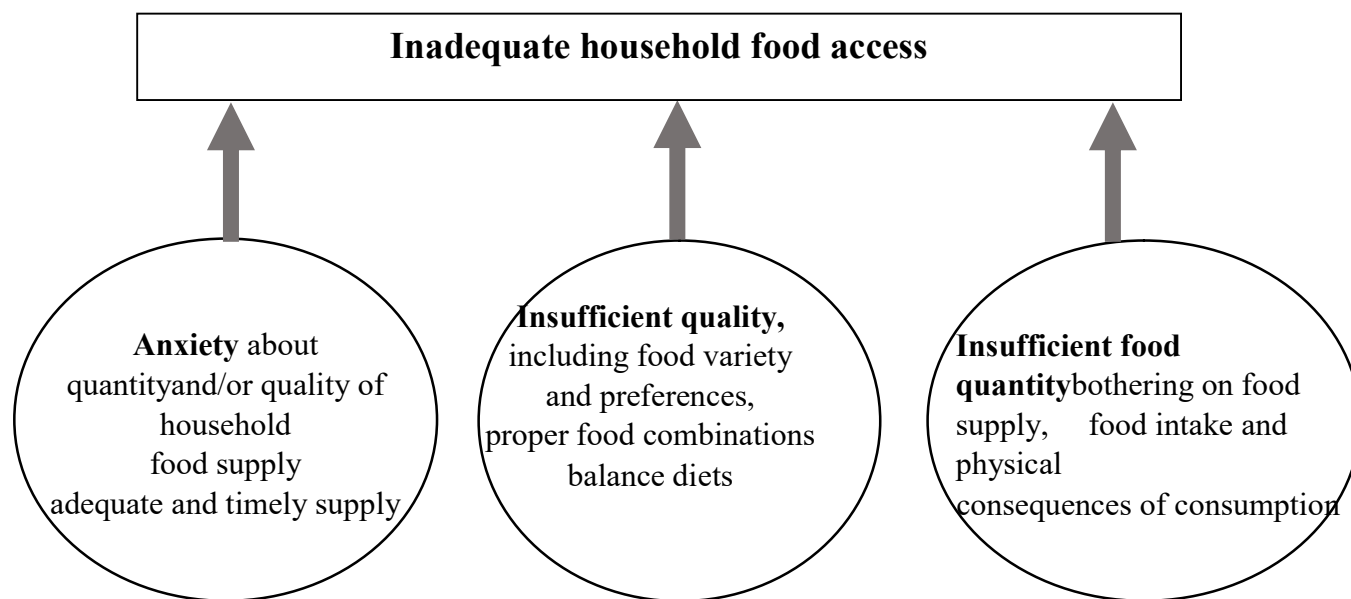 Inadequate household food access
Anxiety about
quantityand/or quality of
household
food supply
adequate and timely supply
Insufficient quality,
including food variety
and preferences,
proper food combinations
balance diets
Insufficient food
quantitybothering on food
supply, food intake and
physical
consequences of consumption